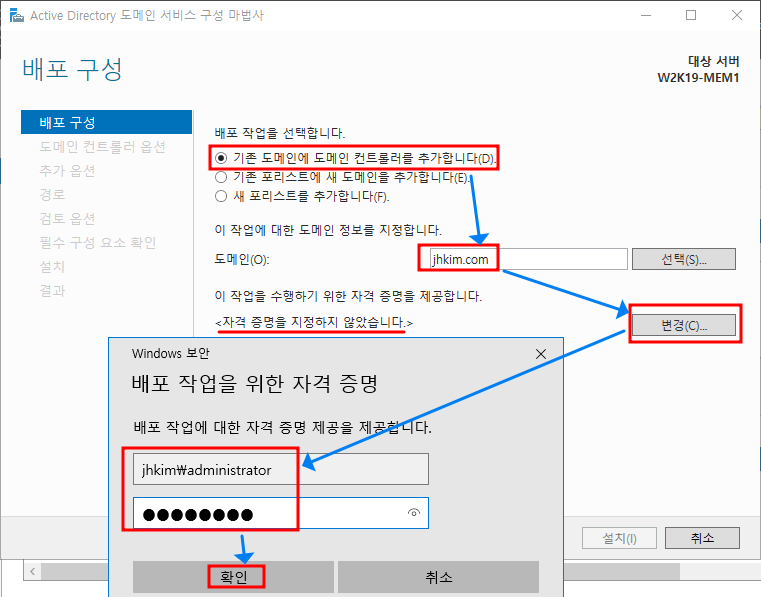 Active Directory 도메인 서비스 구성 마법사
배포 구성
대상 서버
W2K19-MEM1
배포 구성
도메인 컨트롤러 옵션
추가 옵션
경로
검토 옵션
필수 구성 요소 확인
설치
결과
배포 작업을 선택합니다.
기존 도메인에 도메인 컨트롤러를 추가합니다(D).
기존 포리스트에 새 도메인을 추가합니다(E).
새 포리스트를 추가합니다(F).
이 작업에 대한 도메인 정보를 지정합니다.
도메인(O):
jhkim.com
선택(S)...
이 작업을 수행하기 위한 자격 증명을 제공합니다.
<자격 증명을 지정하지 않았습니다.>
변경(C)...
Windows 보안
배포 작업을 위한 자격 증명
배포 작업에 대한 자격 증명 제공을 제공합니다.
jhkim₩administrator
●●●●●●●●
확인
취소
설치(I)
취소